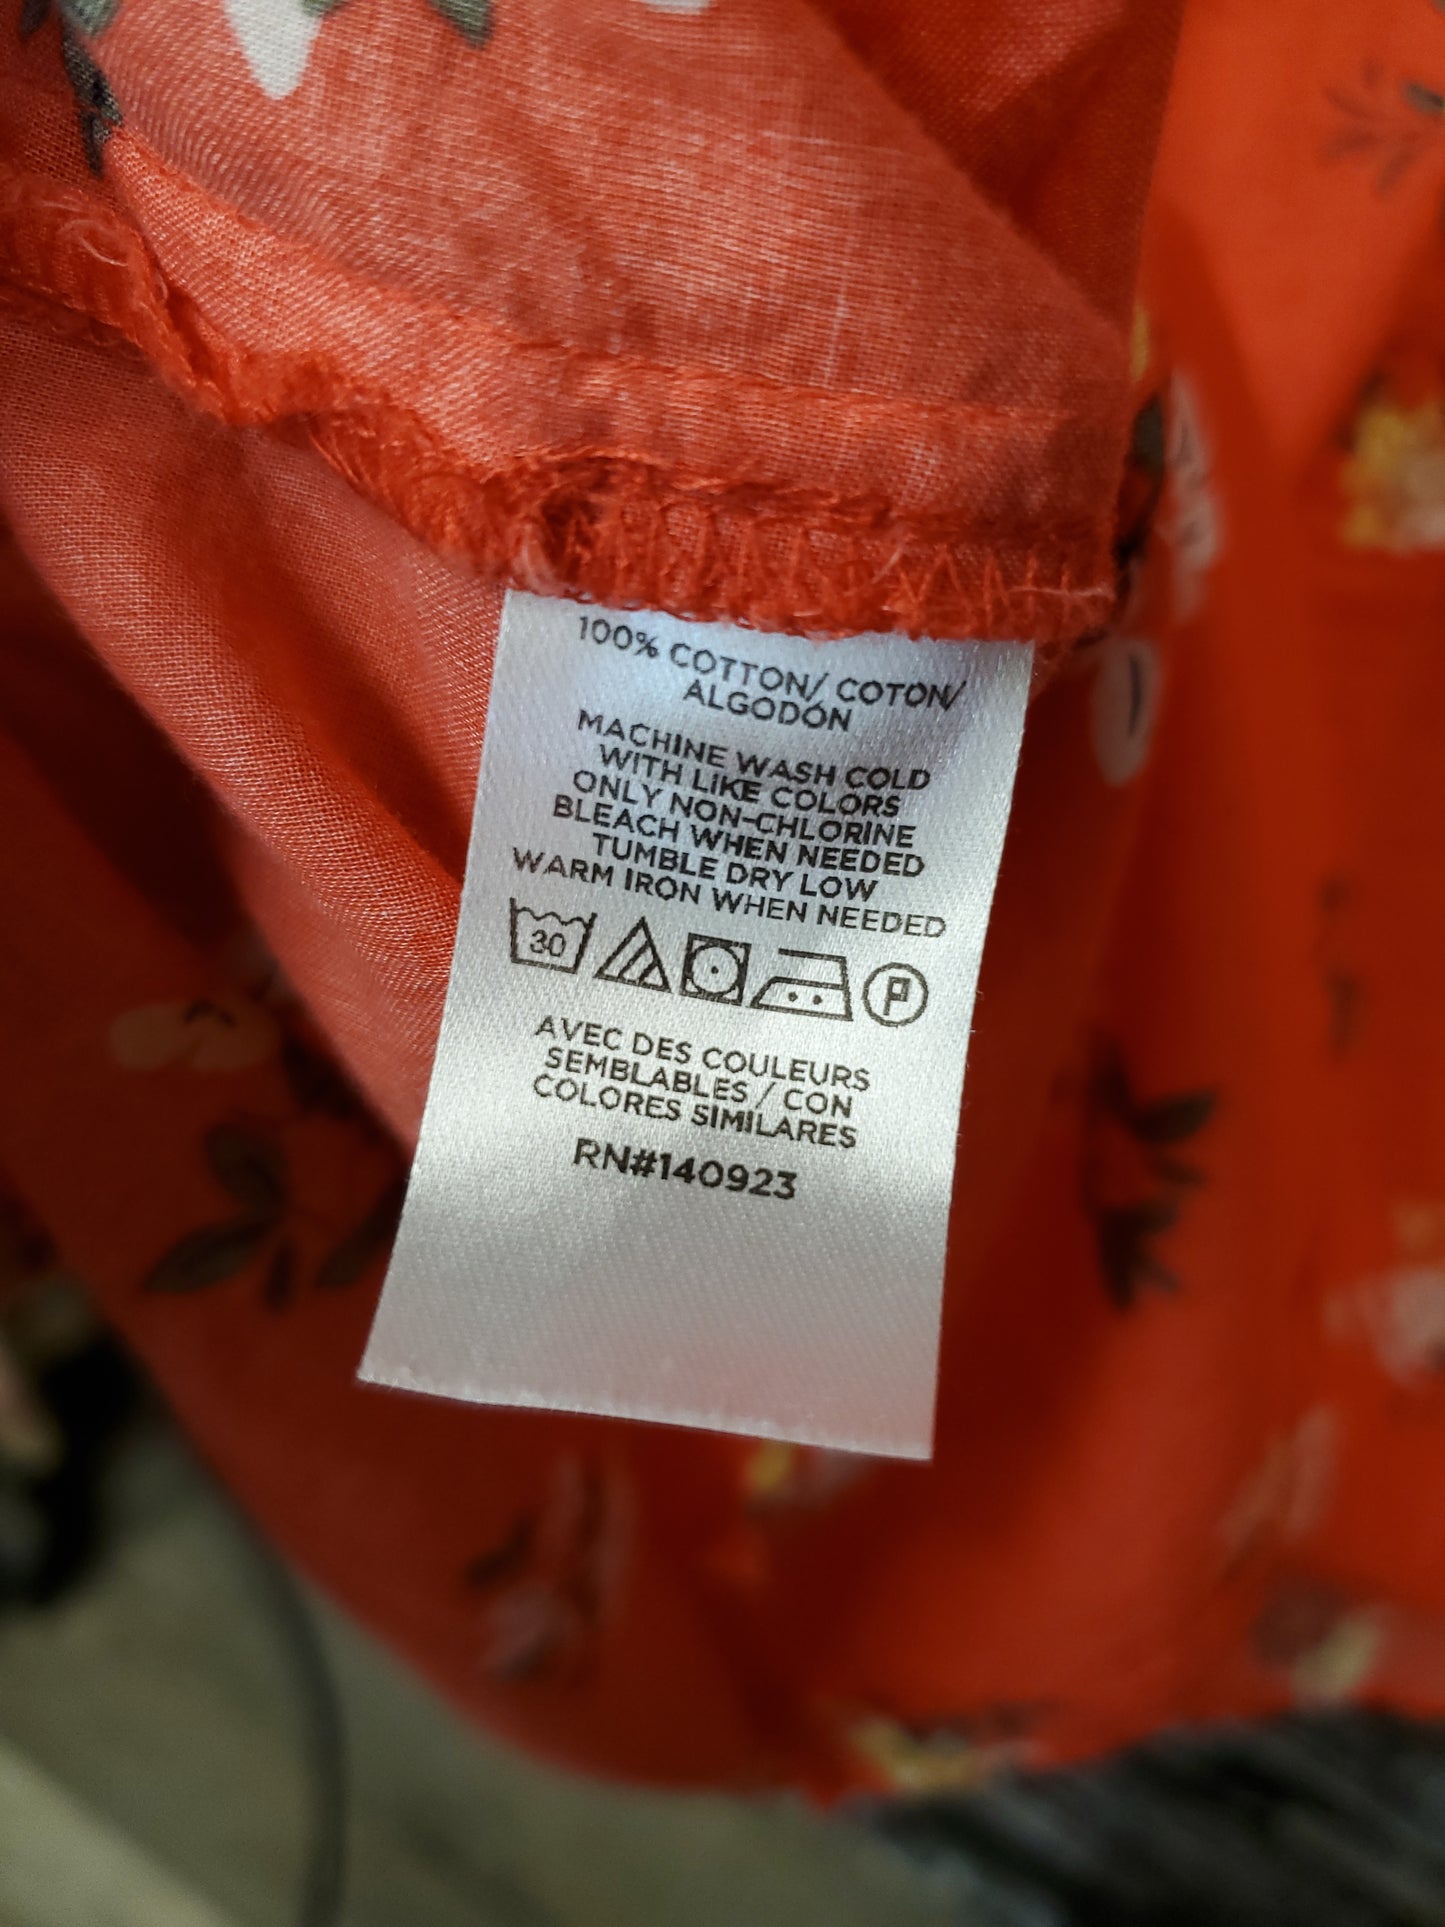 100% COTTON/ COTON/
ALGODÓN
MACHINE WASH COLD
WITH LIKE COLORS
ONLY NON-CHLORINE
BLEACH WHEN NEEDED
TUMBLE DRY LOW
WARM IRON WHEN NEEDED
30 P
AVEC DES COULEURS
SEMBLABLES / CON
COLORES SIMILARES
RN#140923